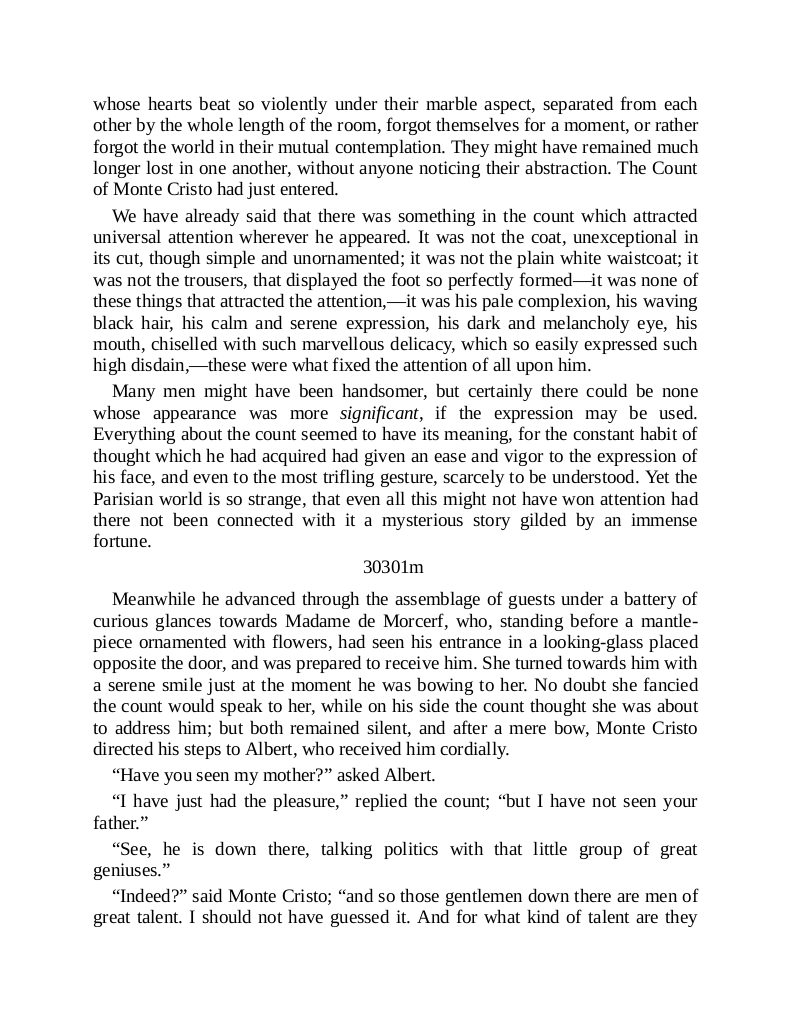 whose hearts beat so violently under their marble aspect, separated from each
other by the whole length of the room, forgot themselves for a moment, or rather
forgot the world in their mutual contemplation. They might have remained much
longer lost in one another, without anyone noticing their abstraction. The Count
of Monte Cristo had just entered.
We have already said that there was something in the count which attracted
universal attention wherever he appeared. It was not the coat, unexceptional in
its cut, though simple and unornamented; it was not the plain white waistcoat; it
was not the trousers, that displayed the foot so perfectly formed—it was none of
these things that attracted the attention,—it was his pale complexion, his waving
black hair, his calm and serene expression, his dark and melancholy eye, his
mouth, chiselled with such marvellous delicacy, which so easily expressed such
high disdain,—these were what fixed the attention of all upon him.
Many men might have been handsomer, but certainly there could be none
whose appearance was more significant, if the expression may be used.
Everything about the count seemed to have its meaning, for the constant habit of
thought which he had acquired had given an ease and vigor to the expression of
his face, and even to the most trifling gesture, scarcely to be understood. Yet the
Parisian world is so strange, that even all this might not have won attention had
there not been connected with it a mysterious story gilded by an immense
fortune.
30301m
Meanwhile he advanced through the assemblage of guests under a battery of
curious glances towards Madame de Morcerf, who, standing before a mantle-
piece ornamented with flowers, had seen his entrance in a looking-glass placed
opposite the door, and was prepared to receive him. She turned towards him with
a serene smile just at the moment he was bowing to her. No doubt she fancied
the count would speak to her, while on his side the count thought she was about
to address him; but both remained silent, and after a mere bow, Monte Cristo
directed his steps to Albert, who received him cordially.
“Have you seen my mother?” asked Albert.
“I have just had the pleasure,” replied the count; “but I have not seen your
father.”
“See, he is down there, talking politics with that little group of great
geniuses.”
“Indeed?” said Monte Cristo; “and so those gentlemen down there are men of
great talent. I should not have guessed it. And for what kind of talent are they